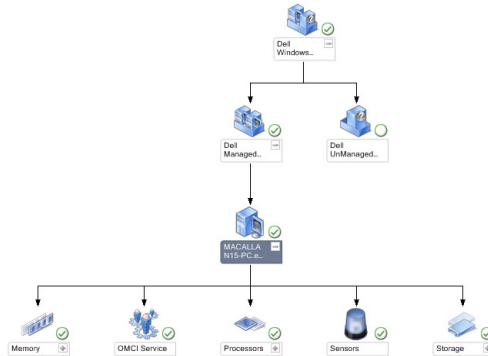 Dell
Windows..
Dell
Managed..
Dell
UnManaged..
MACALLA
N15-PC.e..
Memory
OMCI Service
Processors
Sensors
Storage